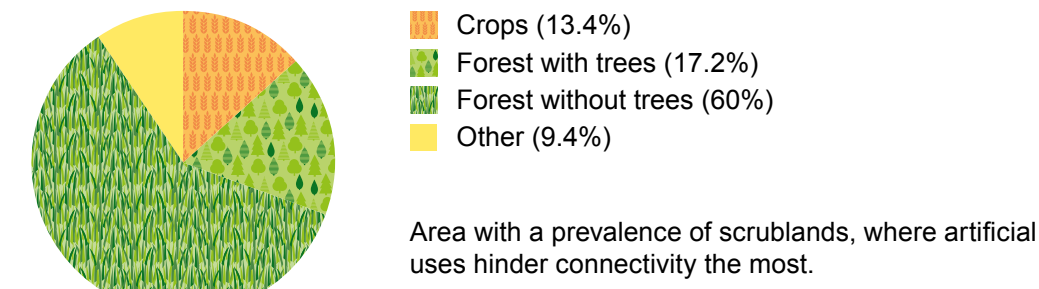 Crops (13.4%)
Forest with trees (17.2%)
Forest without trees (60%)
Other (9.4%)
Area with a prevalence of scrublands, where artificial
uses hinder connectivity the most.